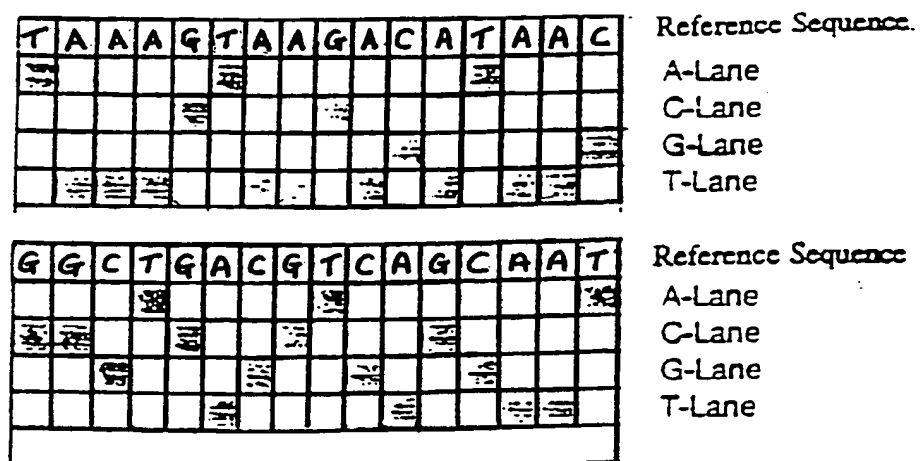 T A A A G T A A G A C A T A A C Reference Sequence.
A-Lane
C-Lane
G-Lane
T-Lane
G G C T G A C G T C A G C A A T Reference Sequence
A-Lane
C-Lane
G-Lane
T-Lane